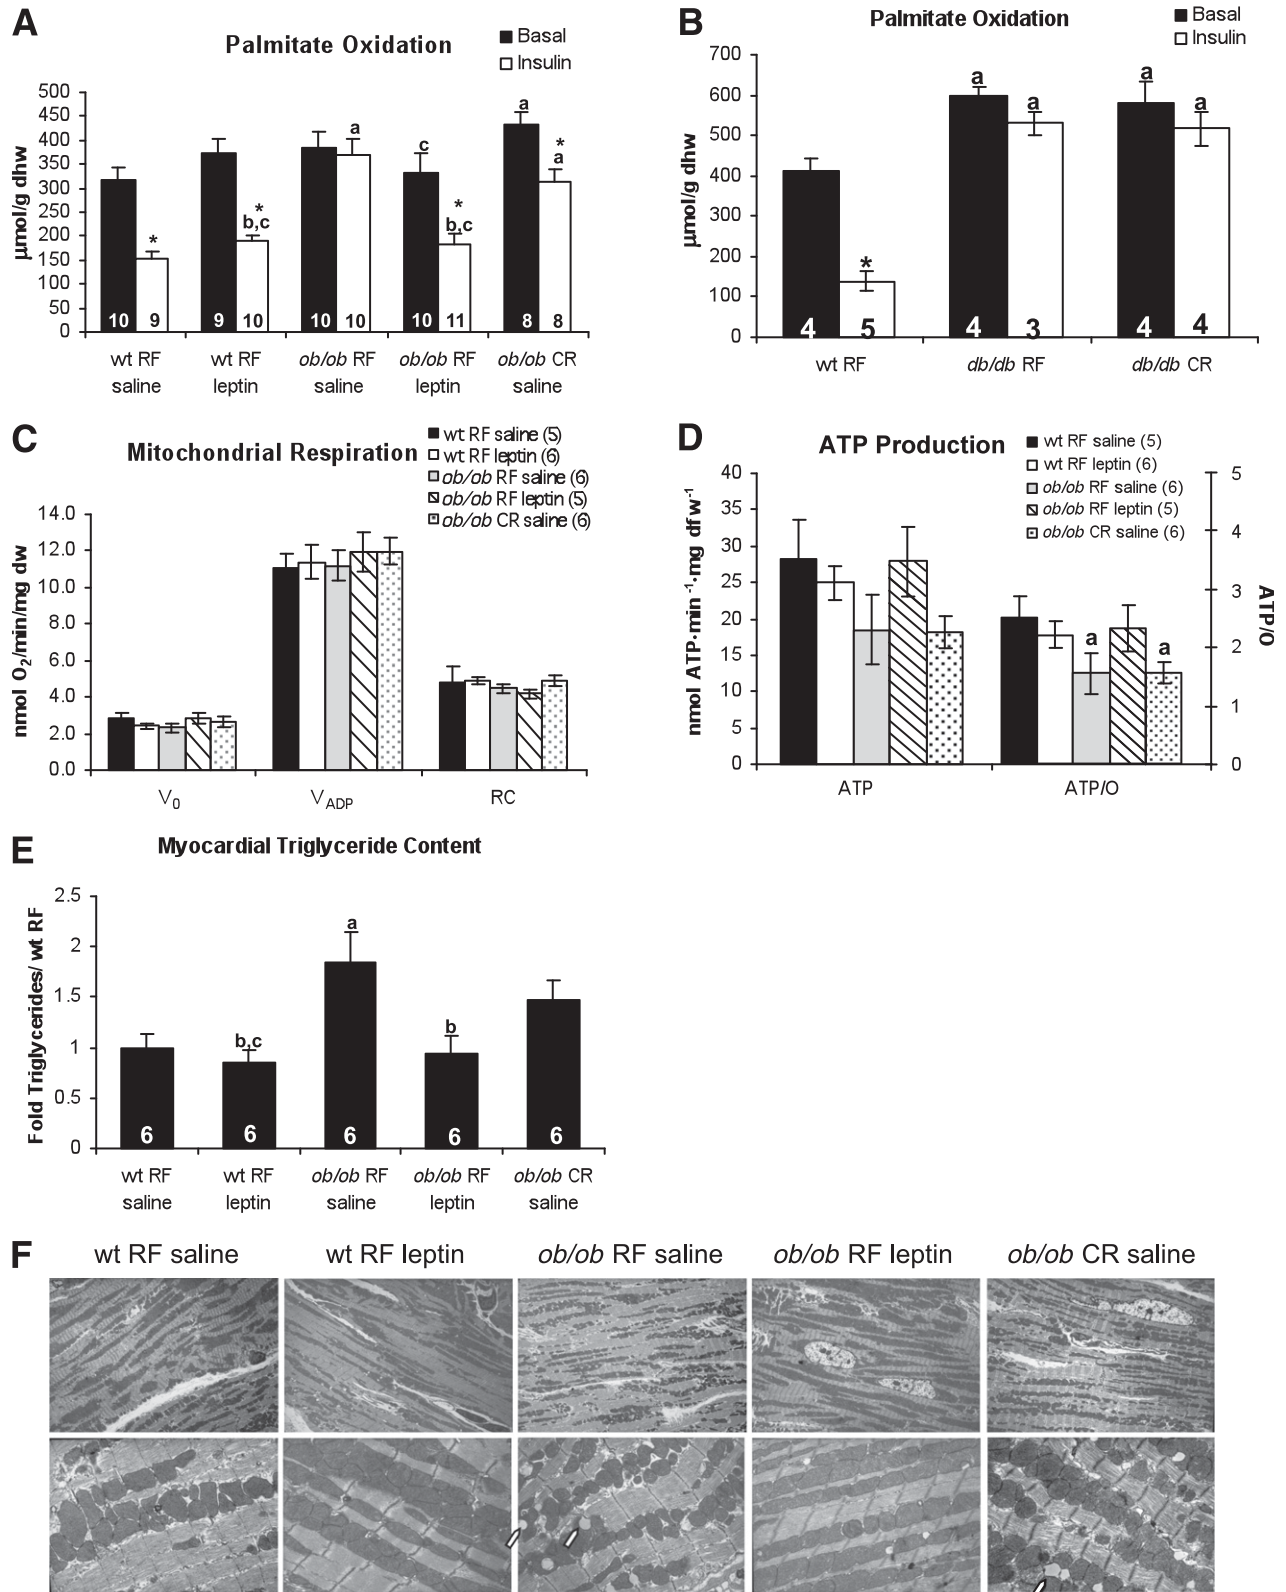 A
Palmitate Oxidation
Basal
Insulin
µmol/g dhw
500
450
400
350
300
250
200
150
100
50
0
*
b,c
*
a
c
b,c
*
a
a
*
10 9 9 10 10 10 10 11 8 8
wt RF saline
wt RF leptin
ob/ob RF saline
ob/ob RF leptin
ob/ob CR saline
B
Palmitate Oxidation
Basal
Insulin
µmol/g dhw
700
600
500
400
300
200
100
0
*
a
a
a
a
4 5 4 3 4 4
wt RF
db/db RF
db/db CR
C
Mitochondrial Respiration
wt RF saline (5)
wt RF leptin (6)
ob/ob RF saline (6)
ob/ob RF leptin (5)
ob/ob CR saline (6)
nmol O₂/min/mg dw
14.0
12.0
10.0
8.0
6.0
4.0
2.0
0.0
V₀
V_ADP
RC
D
ATP Production
wt RF saline (5)
wt RF leptin (6)
ob/ob RF saline (6)
ob/ob RF leptin (5)
ob/ob CR saline (6)
nmol ATP·min⁻¹·mg dfw⁻¹
40
35
30
25
20
15
10
5
0
a
a
5
4
3
2
1
0
ATP/O
ATP
ATP/O
E
Myocardial Triglyceride Content
Fold Triglycerides/ wt RF
2.5
2
1.5
1
0.5
0
b,c
a
b
6 6 6 6 6
wt RF saline
wt RF leptin
ob/ob RF saline
ob/ob RF leptin
ob/ob CR saline
F
wt RF saline
wt RF leptin
ob/ob RF saline
ob/ob RF leptin
ob/ob CR saline